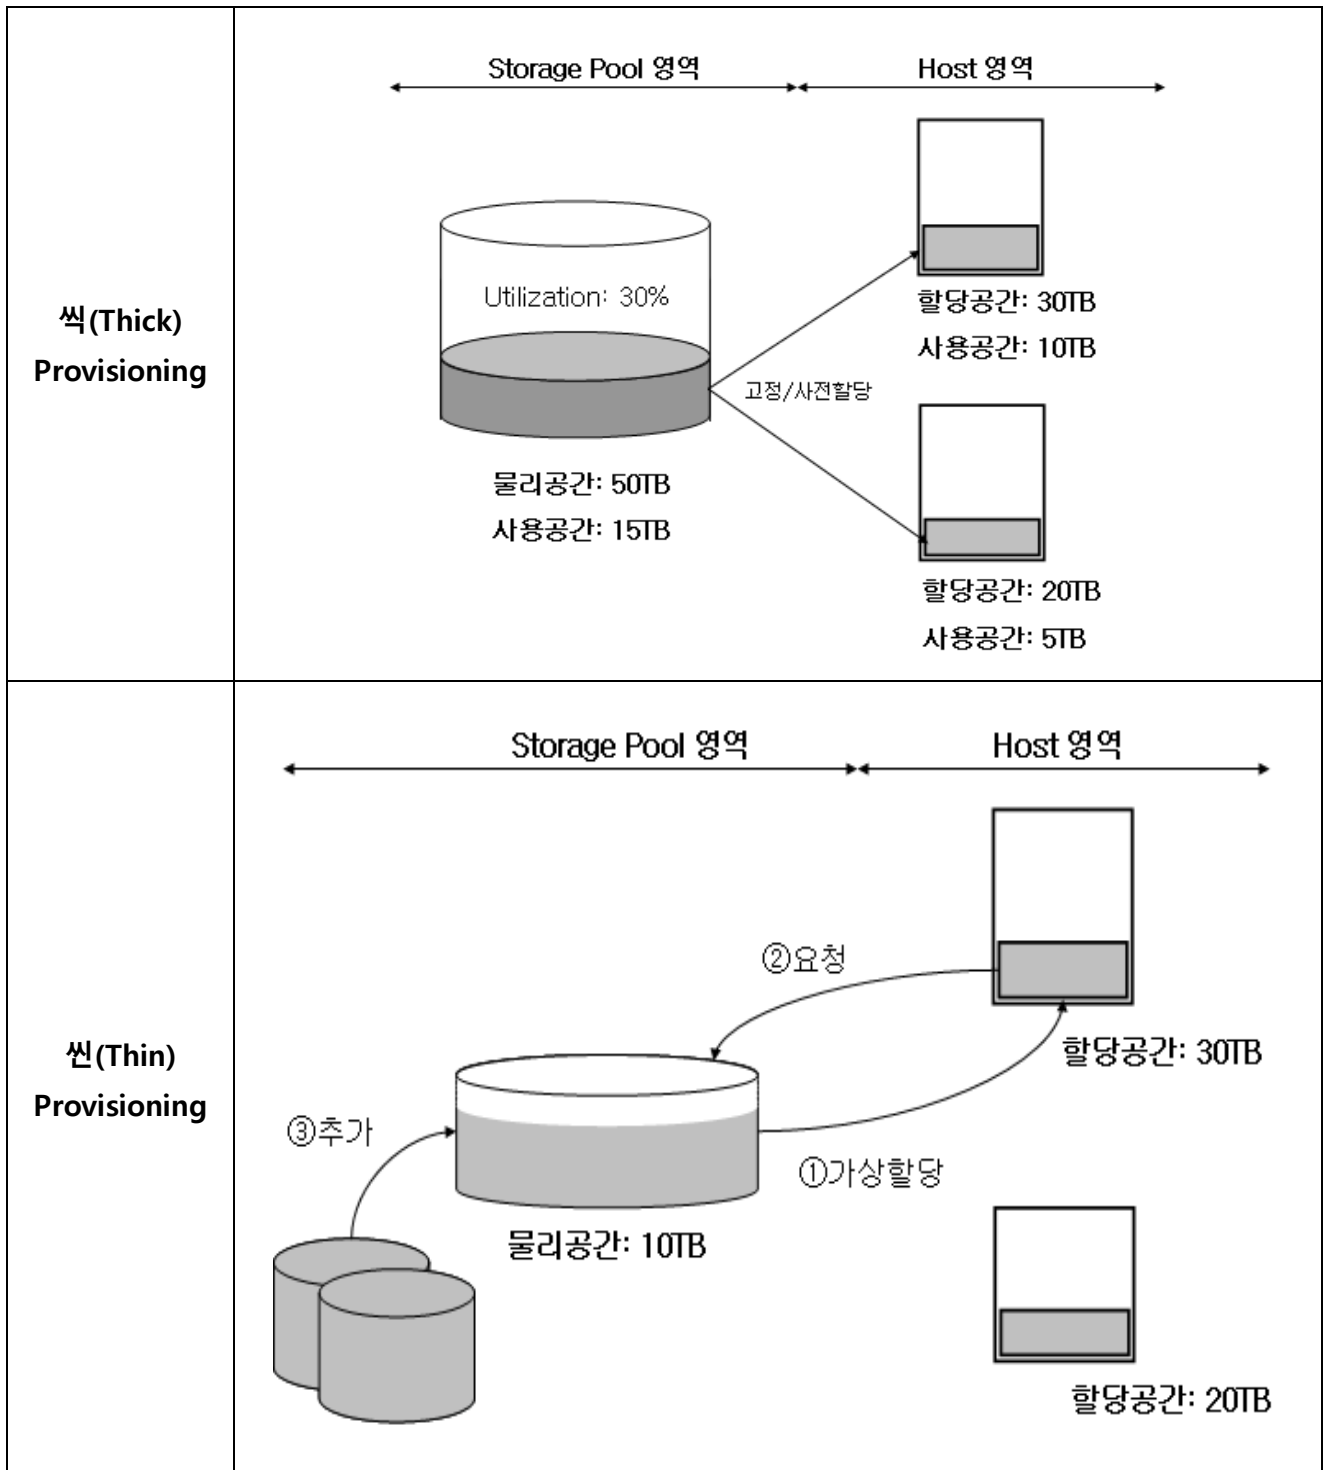 씩(Thick)
Provisioning
Storage Pool 영역
Host 영역
Utilization: 30%
물리공간: 50TB
사용공간: 15TB
고정/사전할당
할당공간: 30TB
사용공간: 10TB
할당공간: 20TB
사용공간: 5TB
씬(Thin)
Provisioning
Storage Pool 영역
Host 영역
②요청
할당공간: 30TB
③추가
①가상할당
물리공간: 10TB
할당공간: 20TB